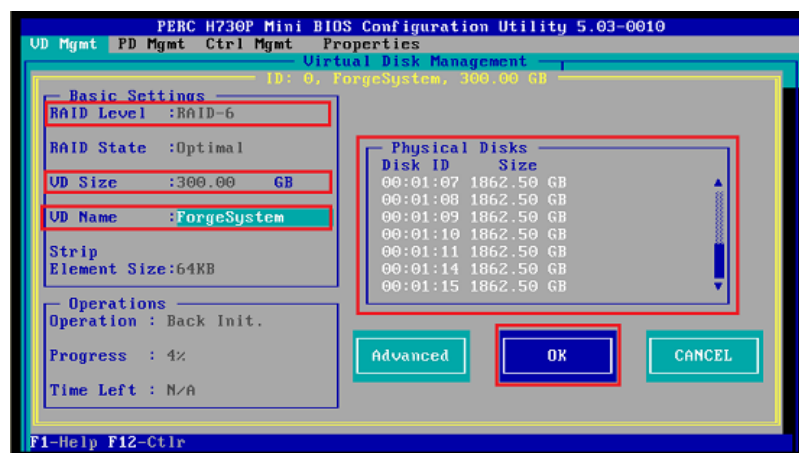 PERC H730P Mini BIOS Configuration Utility 5.03-0010
VD Mgmt PD Mgmt Ctrl Mgmt Properties
Virtual Disk Management
ID: 0, ForgeSystem, 300.00 GB
Basic Settings
RAID Level :RAID-6
RAID State :Optimal
VD Size :300.00 GB
VD Name :ForgeSystem
Strip
Element Size:64KB
Physical Disks
Disk ID Size
00:01:07 1862.50 GB
00:01:08 1862.50 GB
00:01:09 1862.50 GB
00:01:10 1862.50 GB
00:01:11 1862.50 GB
00:01:14 1862.50 GB
00:01:15 1862.50 GB
Operations
Operation : Back Init.
Progress : 4%
Time Left : N/A
Advanced
OK
CANCEL
F1-Help F12-Ctlr